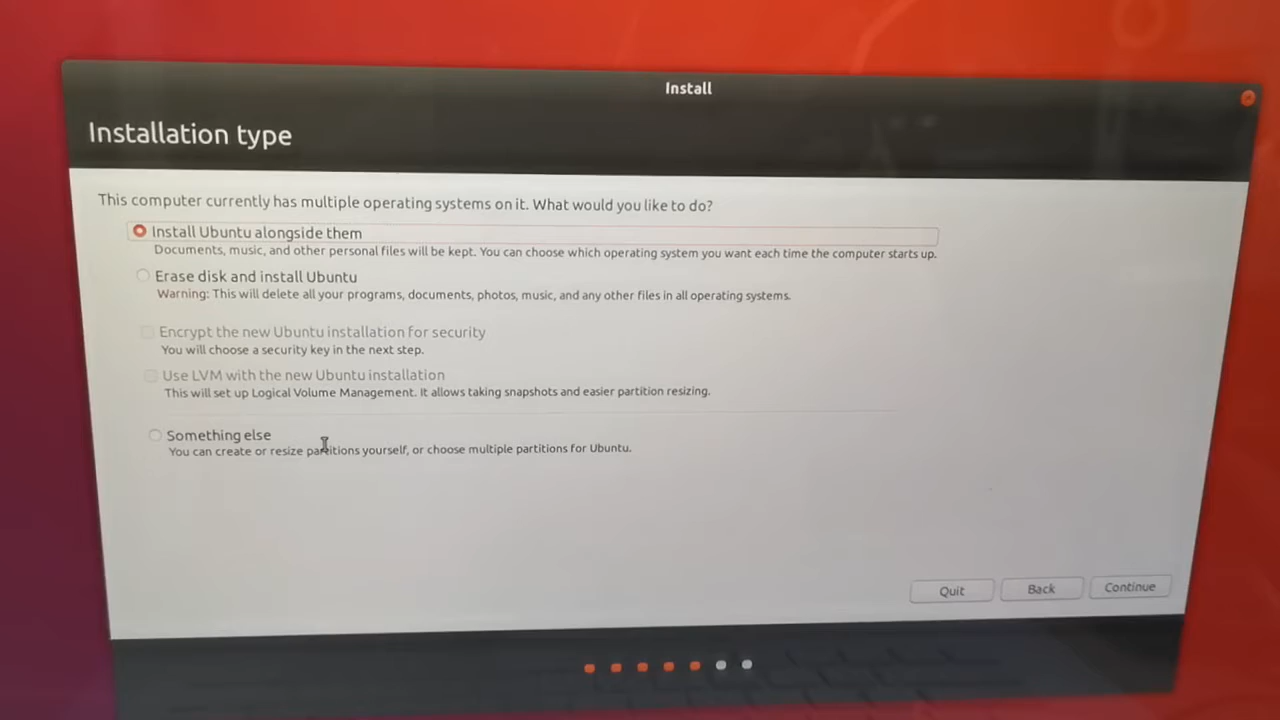 Install
Installation type
This computer currently has multiple operating systems on it. What would you like to do?
Install Ubuntu alongside them
Documents, music, and other personal files will be kept. You can choose which operating system you want each time the computer starts up.
Erase disk and install Ubuntu
Warning: This will delete all your programs, documents, photos, music, and any other files in all operating systems.
Encrypt the new Ubuntu installation for security
You will choose a security key in the next step.
Use LVM with the new Ubuntu installation
This will set up Logical Volume Management. It allows taking snapshots and easier partition resizing.
Something else
You can create or resize partitions yourself, or choose multiple partitions for Ubuntu.
Quit Back Continue